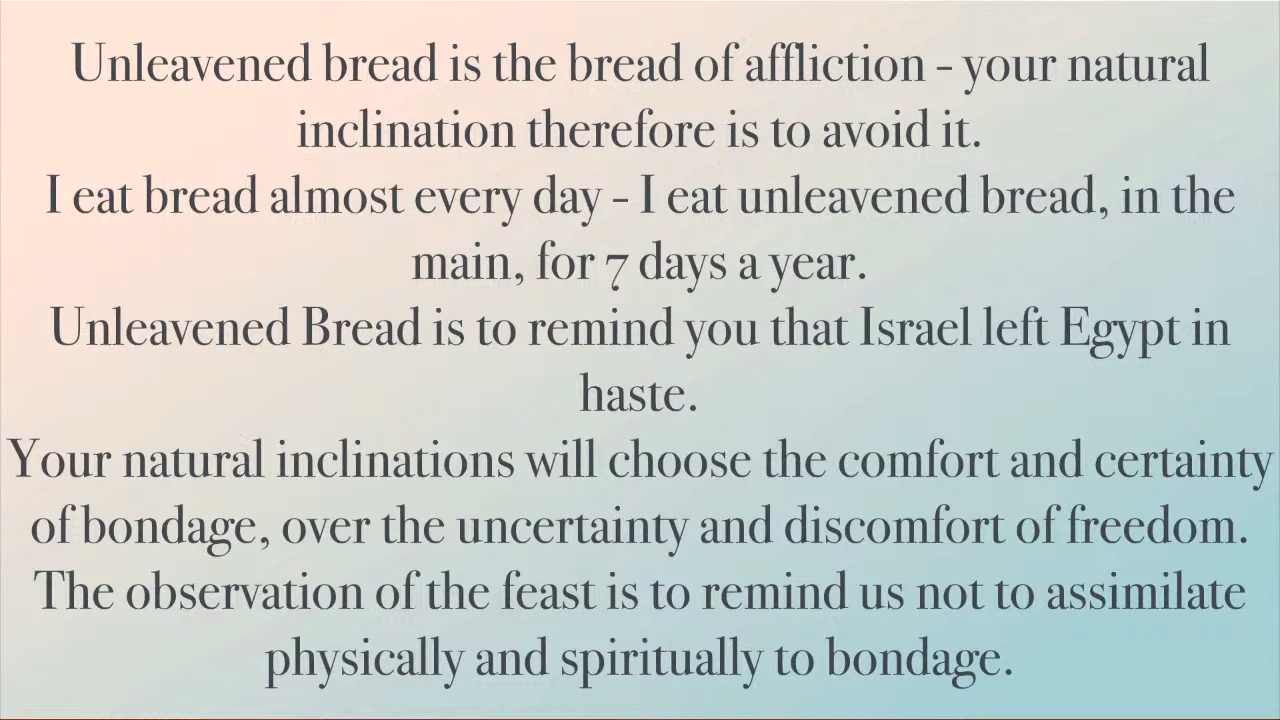 Unleavened bread is the bread of affliction - your natural
inclination therefore is to avoid it.
I eat bread almost every day - I eat unleavened bread, in the
main, for 7 days a year.
Unleavened Bread is to remind you that Israel left Egypt in
haste.
Your natural inclinations will choose the comfort and certainty
of bondage, over the uncertainty and discomfort of freedom.
The observation of the feast is to remind us not to assimilate
physically and spiritually to bondage.